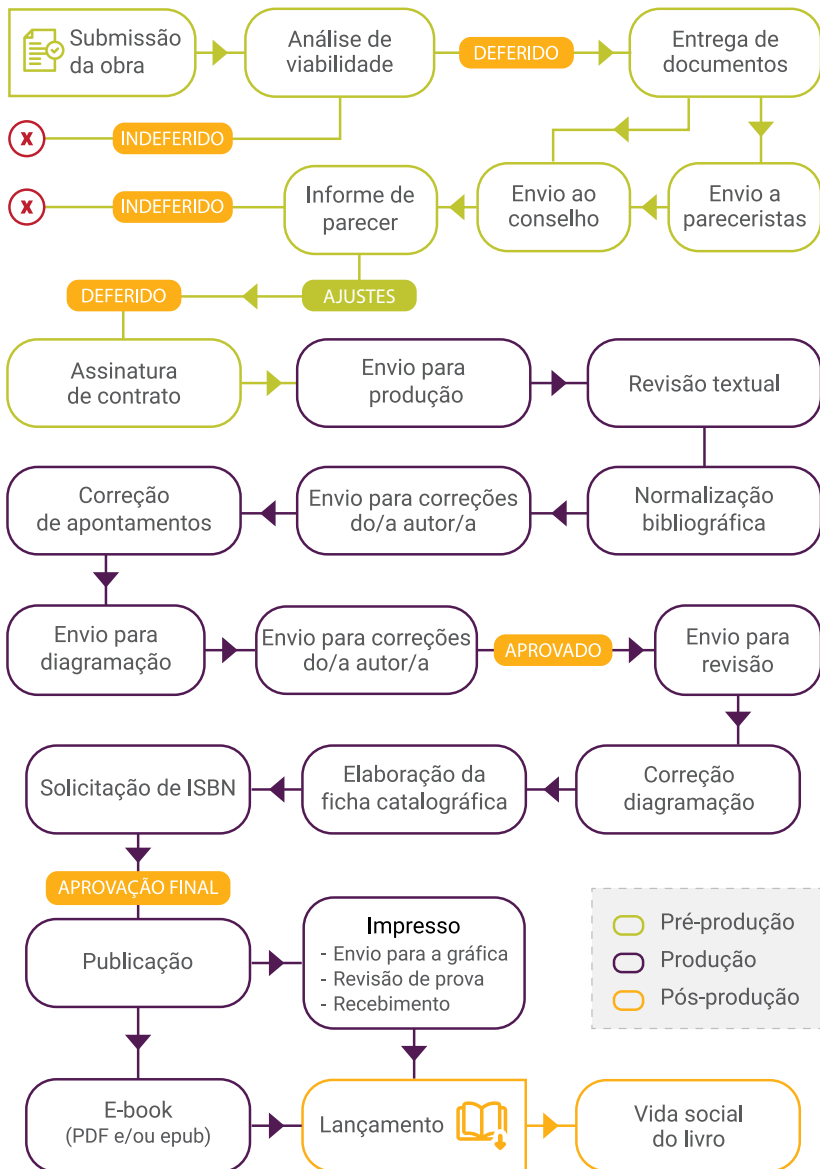 Submissão
da obra
Análise de
viabilidade
DEFERIDO
Entrega de
documentos
X
INDEFERIDO
X
INDEFERIDO
Informe de
parecer
Envio ao
conselho
Envio a
pareceristas
DEFERIDO
AJUSTES
Assinatura
de contrato
Envio para
produção
Revisão textual
Correção
de apontamentos
Envio para correções
do/a autor/a
Normalização
bibliográfica
Envio para
diagramação
Envio para correções
do/a autor/a
APROVADO
Envio para
revisão
Solicitação de ISBN
Elaboração da
ficha catalográfica
Correção
diagramação
APROVAÇÃO FINAL
Publicação
Impresso
- Envio para a gráfica
- Revisão de prova
- Recebimento
Pré-produção
Produção
Pós-produção
E-book
(PDF e/ou epub)
Lançamento
Vida social
do livro